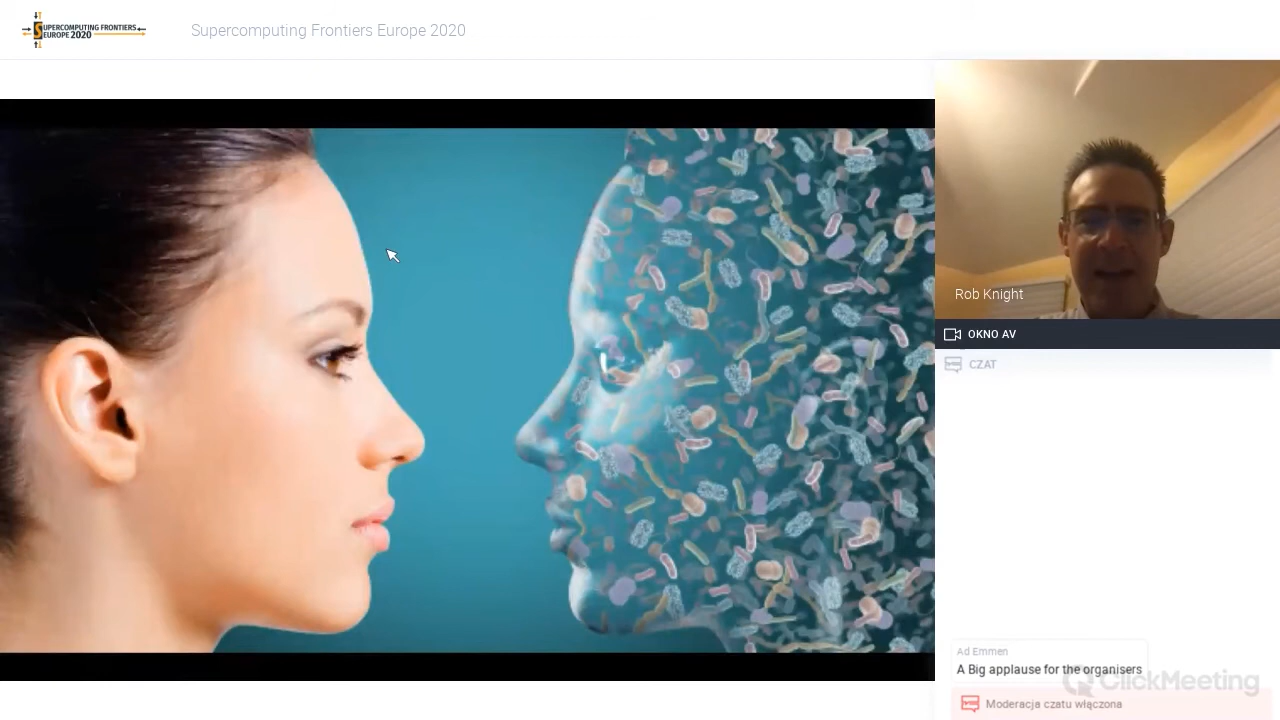 SUPERCOMPUTING FRONTIERS
EUROPE 2020
Supercomputing Frontiers Europe 2020
Rob Knight
OKNO AV
CZAT
Ad Emmen
A Big applause for the organisers
ClickMeeting
Moderacja czatu włączona